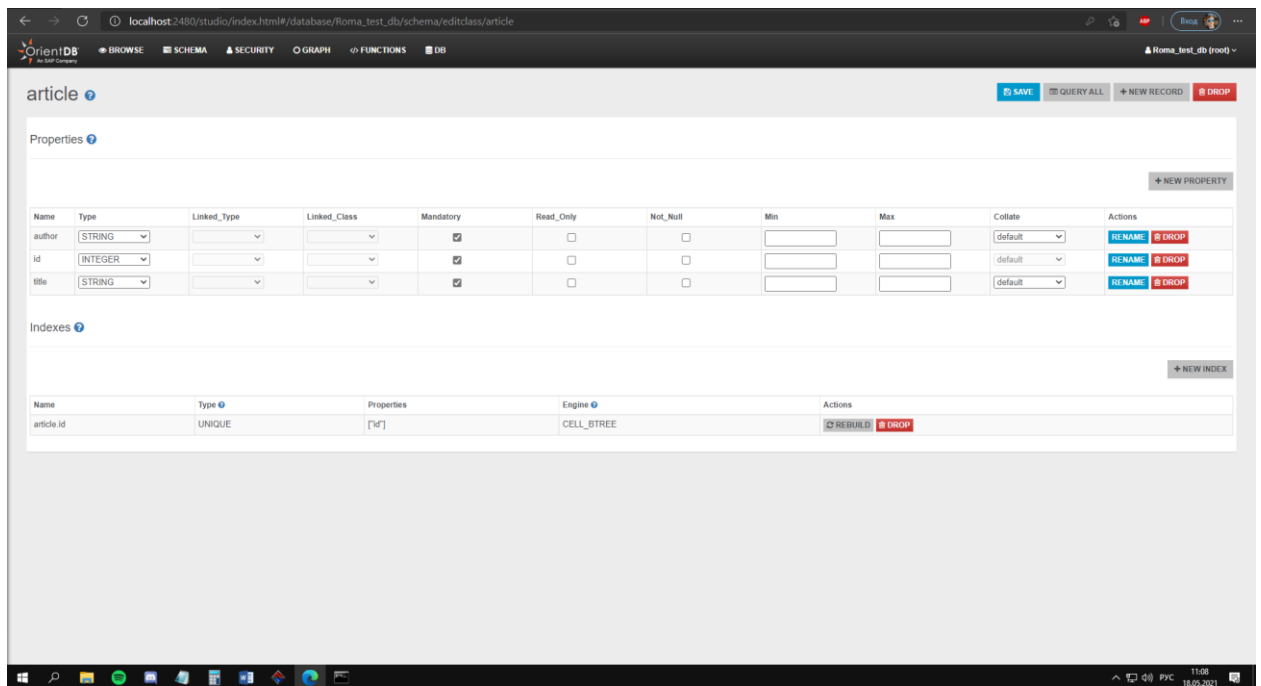 localhost:2480/studio/index.html#/database/Roma_test_db/schema/editclass/article
ABP
Вход
OrientDB®
An SAP Company
BROWSE SCHEMA SECURITY GRAPH FUNCTIONS DB
Roma_test_db (root)
article
SAVE QUERY ALL + NEW RECORD DROP
Properties
+ NEW PROPERTY
Name Type Linked_Type Linked_Class Mandatory Read_Only Not_Null Min Max Collate Actions
author STRING default RENAME DROP
id INTEGER default RENAME DROP
title STRING default RENAME DROP
Indexes
+ NEW INDEX
Name Type Properties Engine Actions
article.id UNIQUE ["id"] CELL_BTREE REBUILD DROP
РУС
11:08
18.05.2021